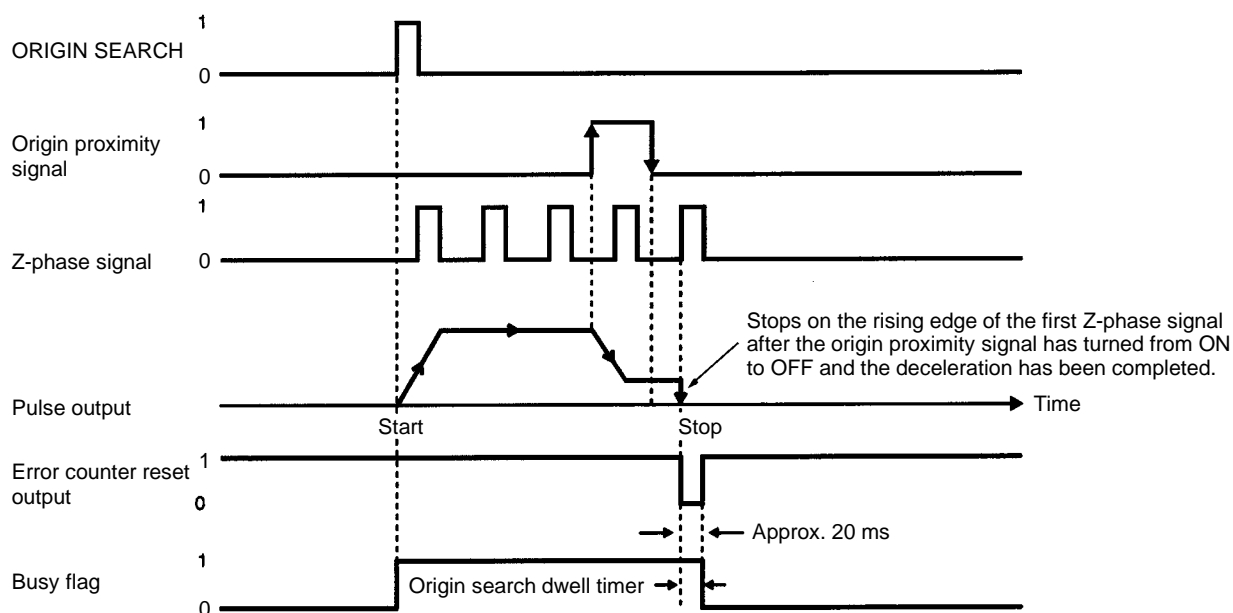 1
ORIGIN SEARCH
0
1
Origin proximity
signal
0
1
Z-phase signal 0
Stops on the rising edge of the first Z-phase signal
after the origin proximity signal has turned from ON
to OFF and the deceleration has been completed.
Pulse output
Time
Start Stop
Error counter reset
output
1
0
Approx. 20 ms
1
Busy flag
Origin search dwell timer
0